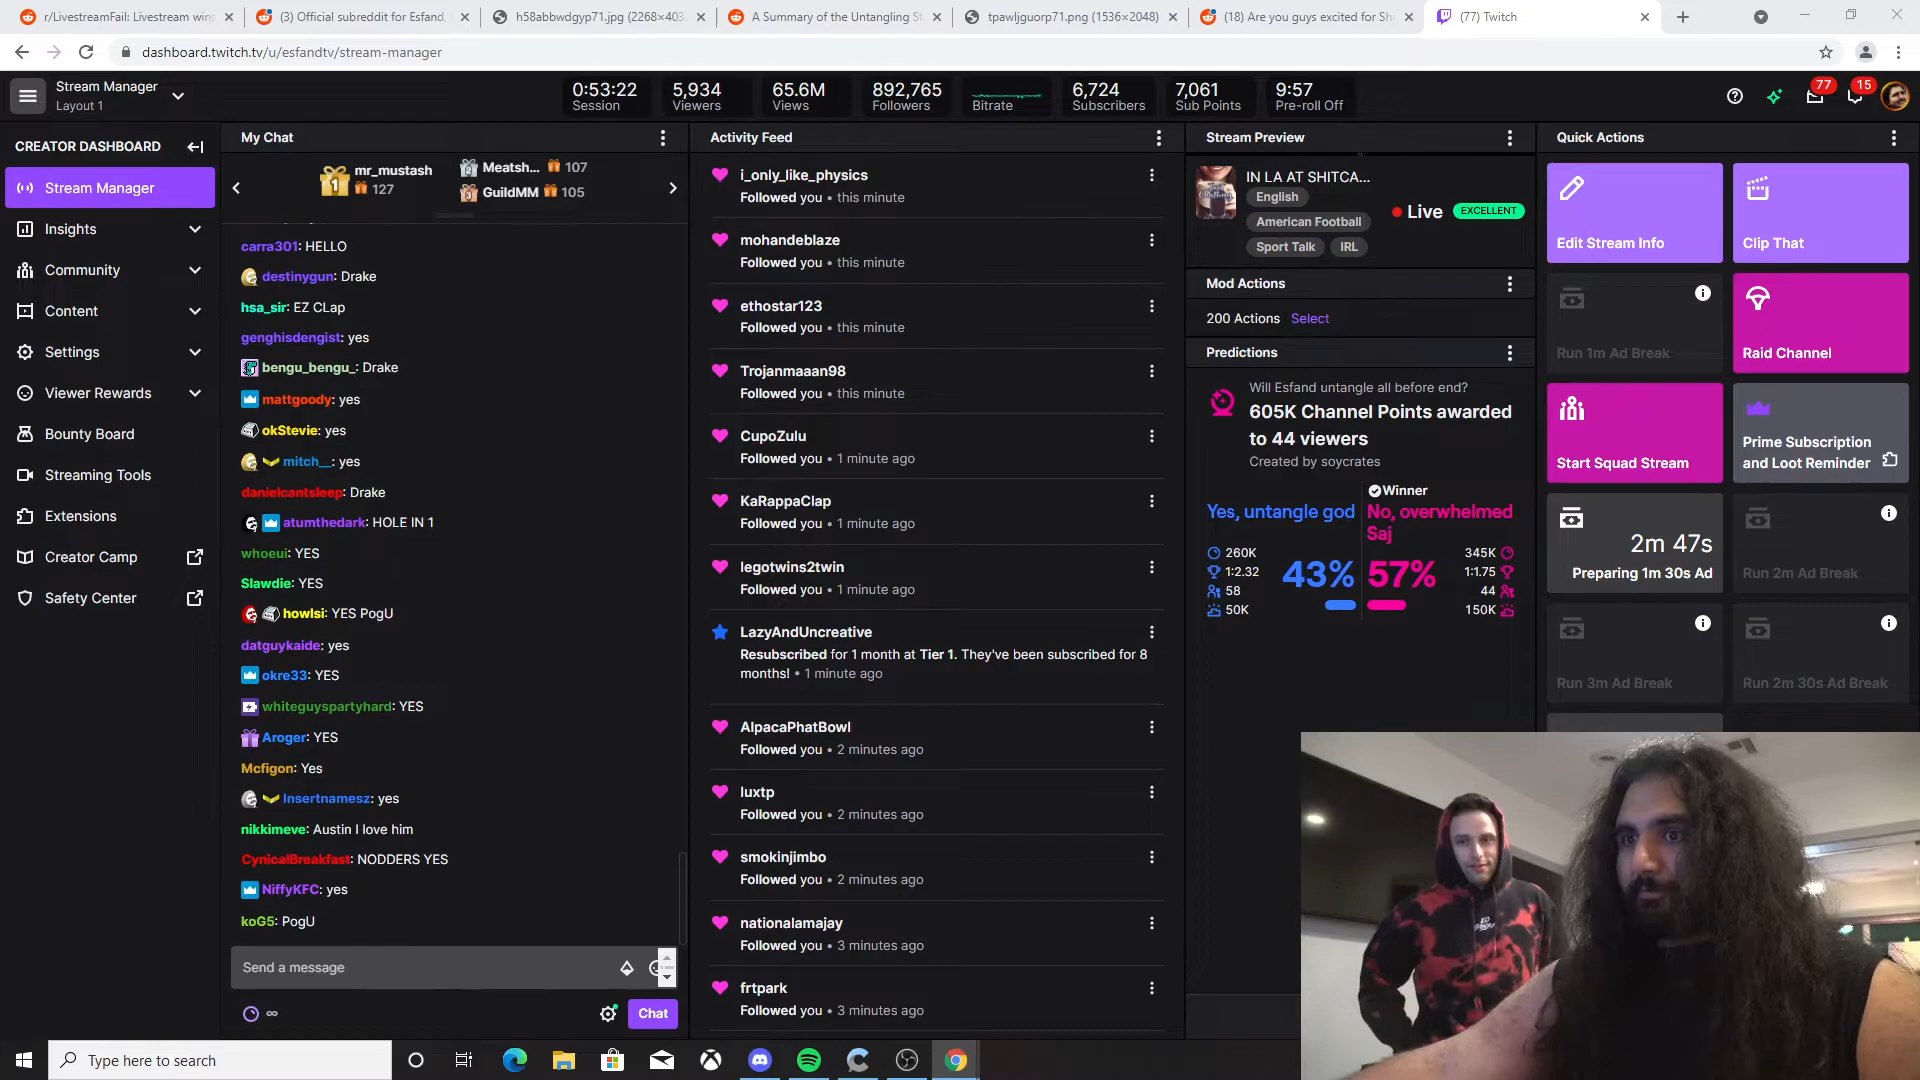 r/LivestreamFail: Livestream wins
(3) Official subreddit for Esfand,
h58abbwdgyp71.jpg (2268×403
A Summary of the Untangling St
tpawljguorp71.png (1536×2048)
(18) Are you guys excited for Shi
(77) Twitch
dashboard.twitch.tv/u/esfandtv/stream-manager
Stream Manager
Layout 1
0:53:22
Session
5,934
Viewers
65.6M
Views
892,765
Followers
Bitrate
6,724
Subscribers
7,061
Sub Points
9:57
Pre-roll Off
77
15
CREATOR DASHBOARD
Stream Manager
Insights
Community
Content
Settings
Viewer Rewards
Bounty Board
Streaming Tools
Extensions
Creator Camp
Safety Center
My Chat
1
mr_mustash
127
Meatsh... 107
GuildMM 105
carra301: HELLO
destinygun: Drake
hsa_sir: EZ CLap
genghisdengist: yes
bengu_bengu_: Drake
mattgoody: yes
okStevie: yes
mitch__: yes
danielcantsleep: Drake
atumthedark: HOLE IN 1
whoeui: YES
Slawdie: YES
howlsi: YES PogU
datguykaide: yes
okre33: YES
whiteguyspartyhard: YES
Aroger: YES
Mcfigon: Yes
Insertnamesz: yes
nikkimeve: Austin I love him
CynicalBreakfast: NODDERS YES
NiffyKFC: yes
koG5: PogU
Send a message
∞
Chat
Activity Feed
i_only_like_physics
Followed you • this minute
mohandeblaze
Followed you • this minute
ethostar123
Followed you • this minute
Trojanmaaan98
Followed you • this minute
CupoZulu
Followed you • 1 minute ago
KaRappaClap
Followed you • 1 minute ago
legotwins2twin
Followed you • 1 minute ago
LazyAndUncreative
Resubscribed for 1 month at Tier 1. They've been subscribed for 8
months! • 1 minute ago
AlpacaPhatBowl
Followed you • 2 minutes ago
luxtp
Followed you • 2 minutes ago
smokinjimbo
Followed you • 2 minutes ago
nationalamajay
Followed you • 3 minutes ago
frtpark
Followed you • 3 minutes ago
Stream Preview
IN LA AT SHITCA...
English
American Football
Sport Talk
IRL
Live
EXCELLENT
Mod Actions
200 Actions Select
Predictions
Will Esfand untangle all before end?
605K Channel Points awarded
to 44 viewers
Created by soycrates
Winner
Yes, untangle god
No, overwhelmed
Saj
260K
1:2.32
58
50K
43%
57%
345K
1:1.75
44
150K
Quick Actions
Edit Stream Info
Clip That
Run 1m Ad Break
Raid Channel
Start Squad Stream
Prime Subscription
and Loot Reminder
2m 47s
Preparing 1m 30s Ad
Run 2m Ad Break
Run 3m Ad Break
Run 2m 30s Ad Break
Type here to search